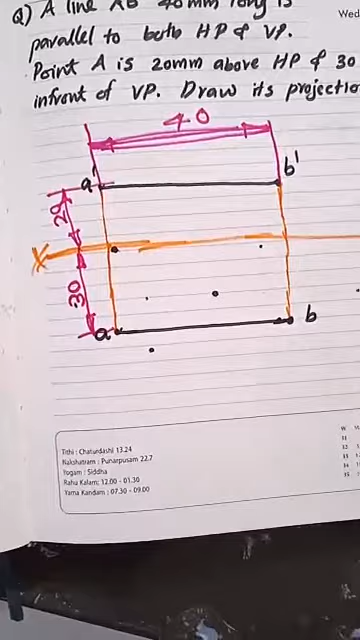 Q) A line AB 40mm long is
parallel to both HP & VP.
Point A is 20mm above HP & 30
infront of VP. Draw its projectio
Wed
40
a'
b'
20
X
30
a
b
Tithi : Chaturdashi 13.24
Nakshatram : Punarpusam 22.7
Yogam : Siddha
Rahu Kalam: 12.00 - 01.30
Yama Kandam : 07.30 - 09.00
W